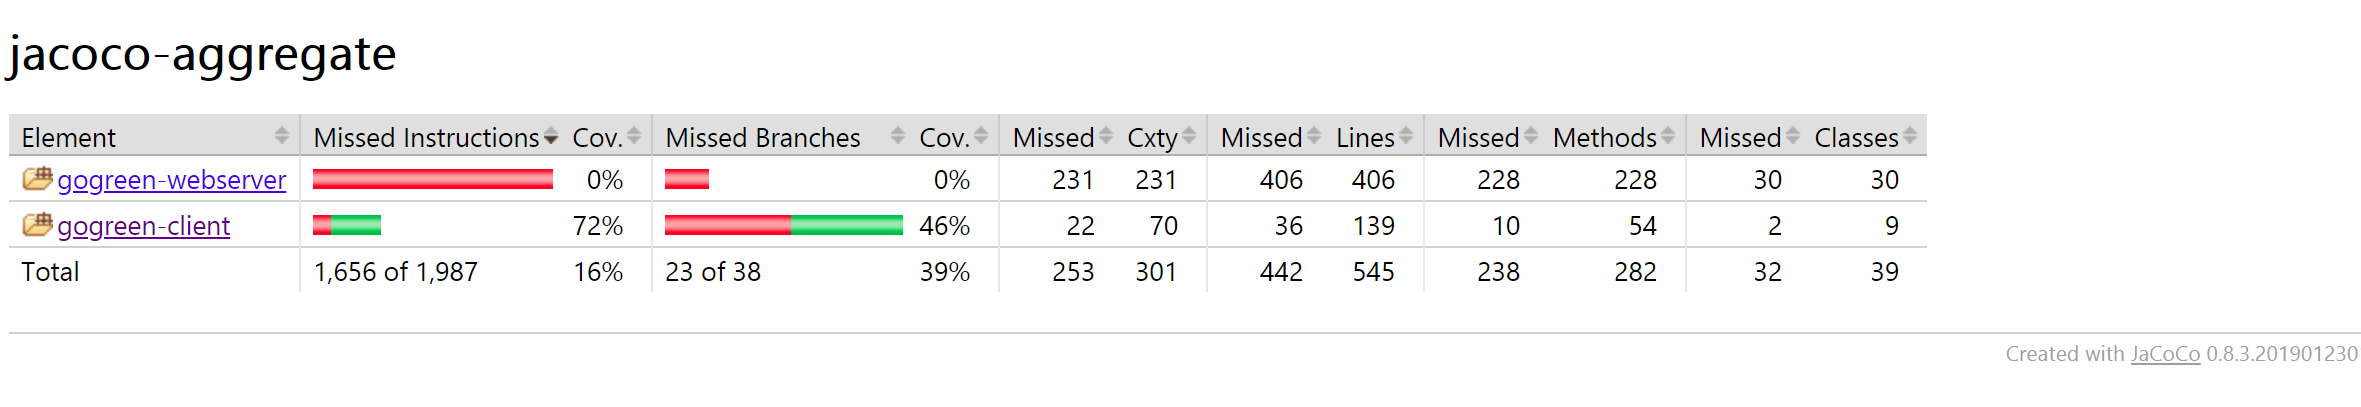 jacoco-aggregate
Element Missed Instructions Cov. Missed Branches Cov. Missed Cxty Missed Lines Missed Methods Missed Classes
gogreen-webserver 0% 0% 231 231 406 406 228 228 30 30
gogreen-client 72% 46% 22 70 36 139 10 54 2 9
Total 1,656 of 1,987 16% 23 of 38 39% 253 301 442 545 238 282 32 39
Created with JaCoCo 0.8.3.201901230